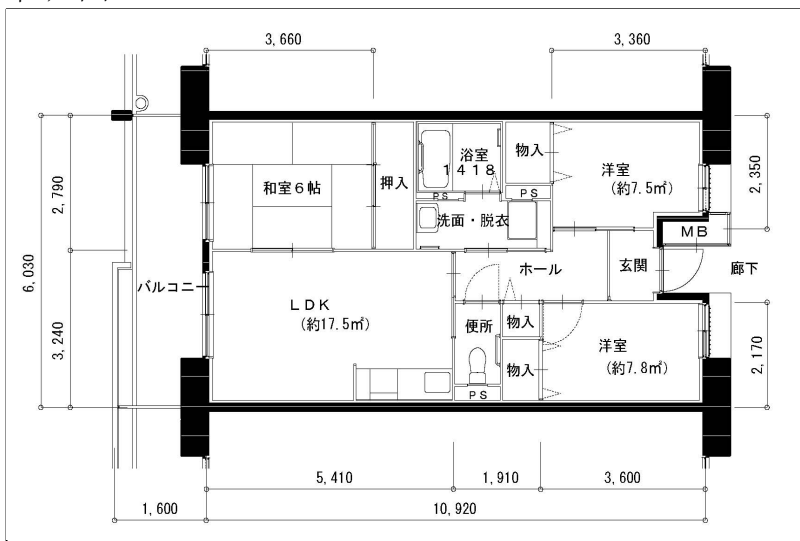 3,660
3,360
浴室
1418
物入
洋室
(約7.5㎡)
和室6帖
押入
PS
PS
洗面・脱衣
MB
2,350
2,790
6,030
3,240
バルコニー
LDK
(約17.5㎡)
ホール
玄関
廊下
便所
物入
物入
洋室
(約7.8㎡)
PS
2,170
5,410
1,910
3,600
1,600
10,920